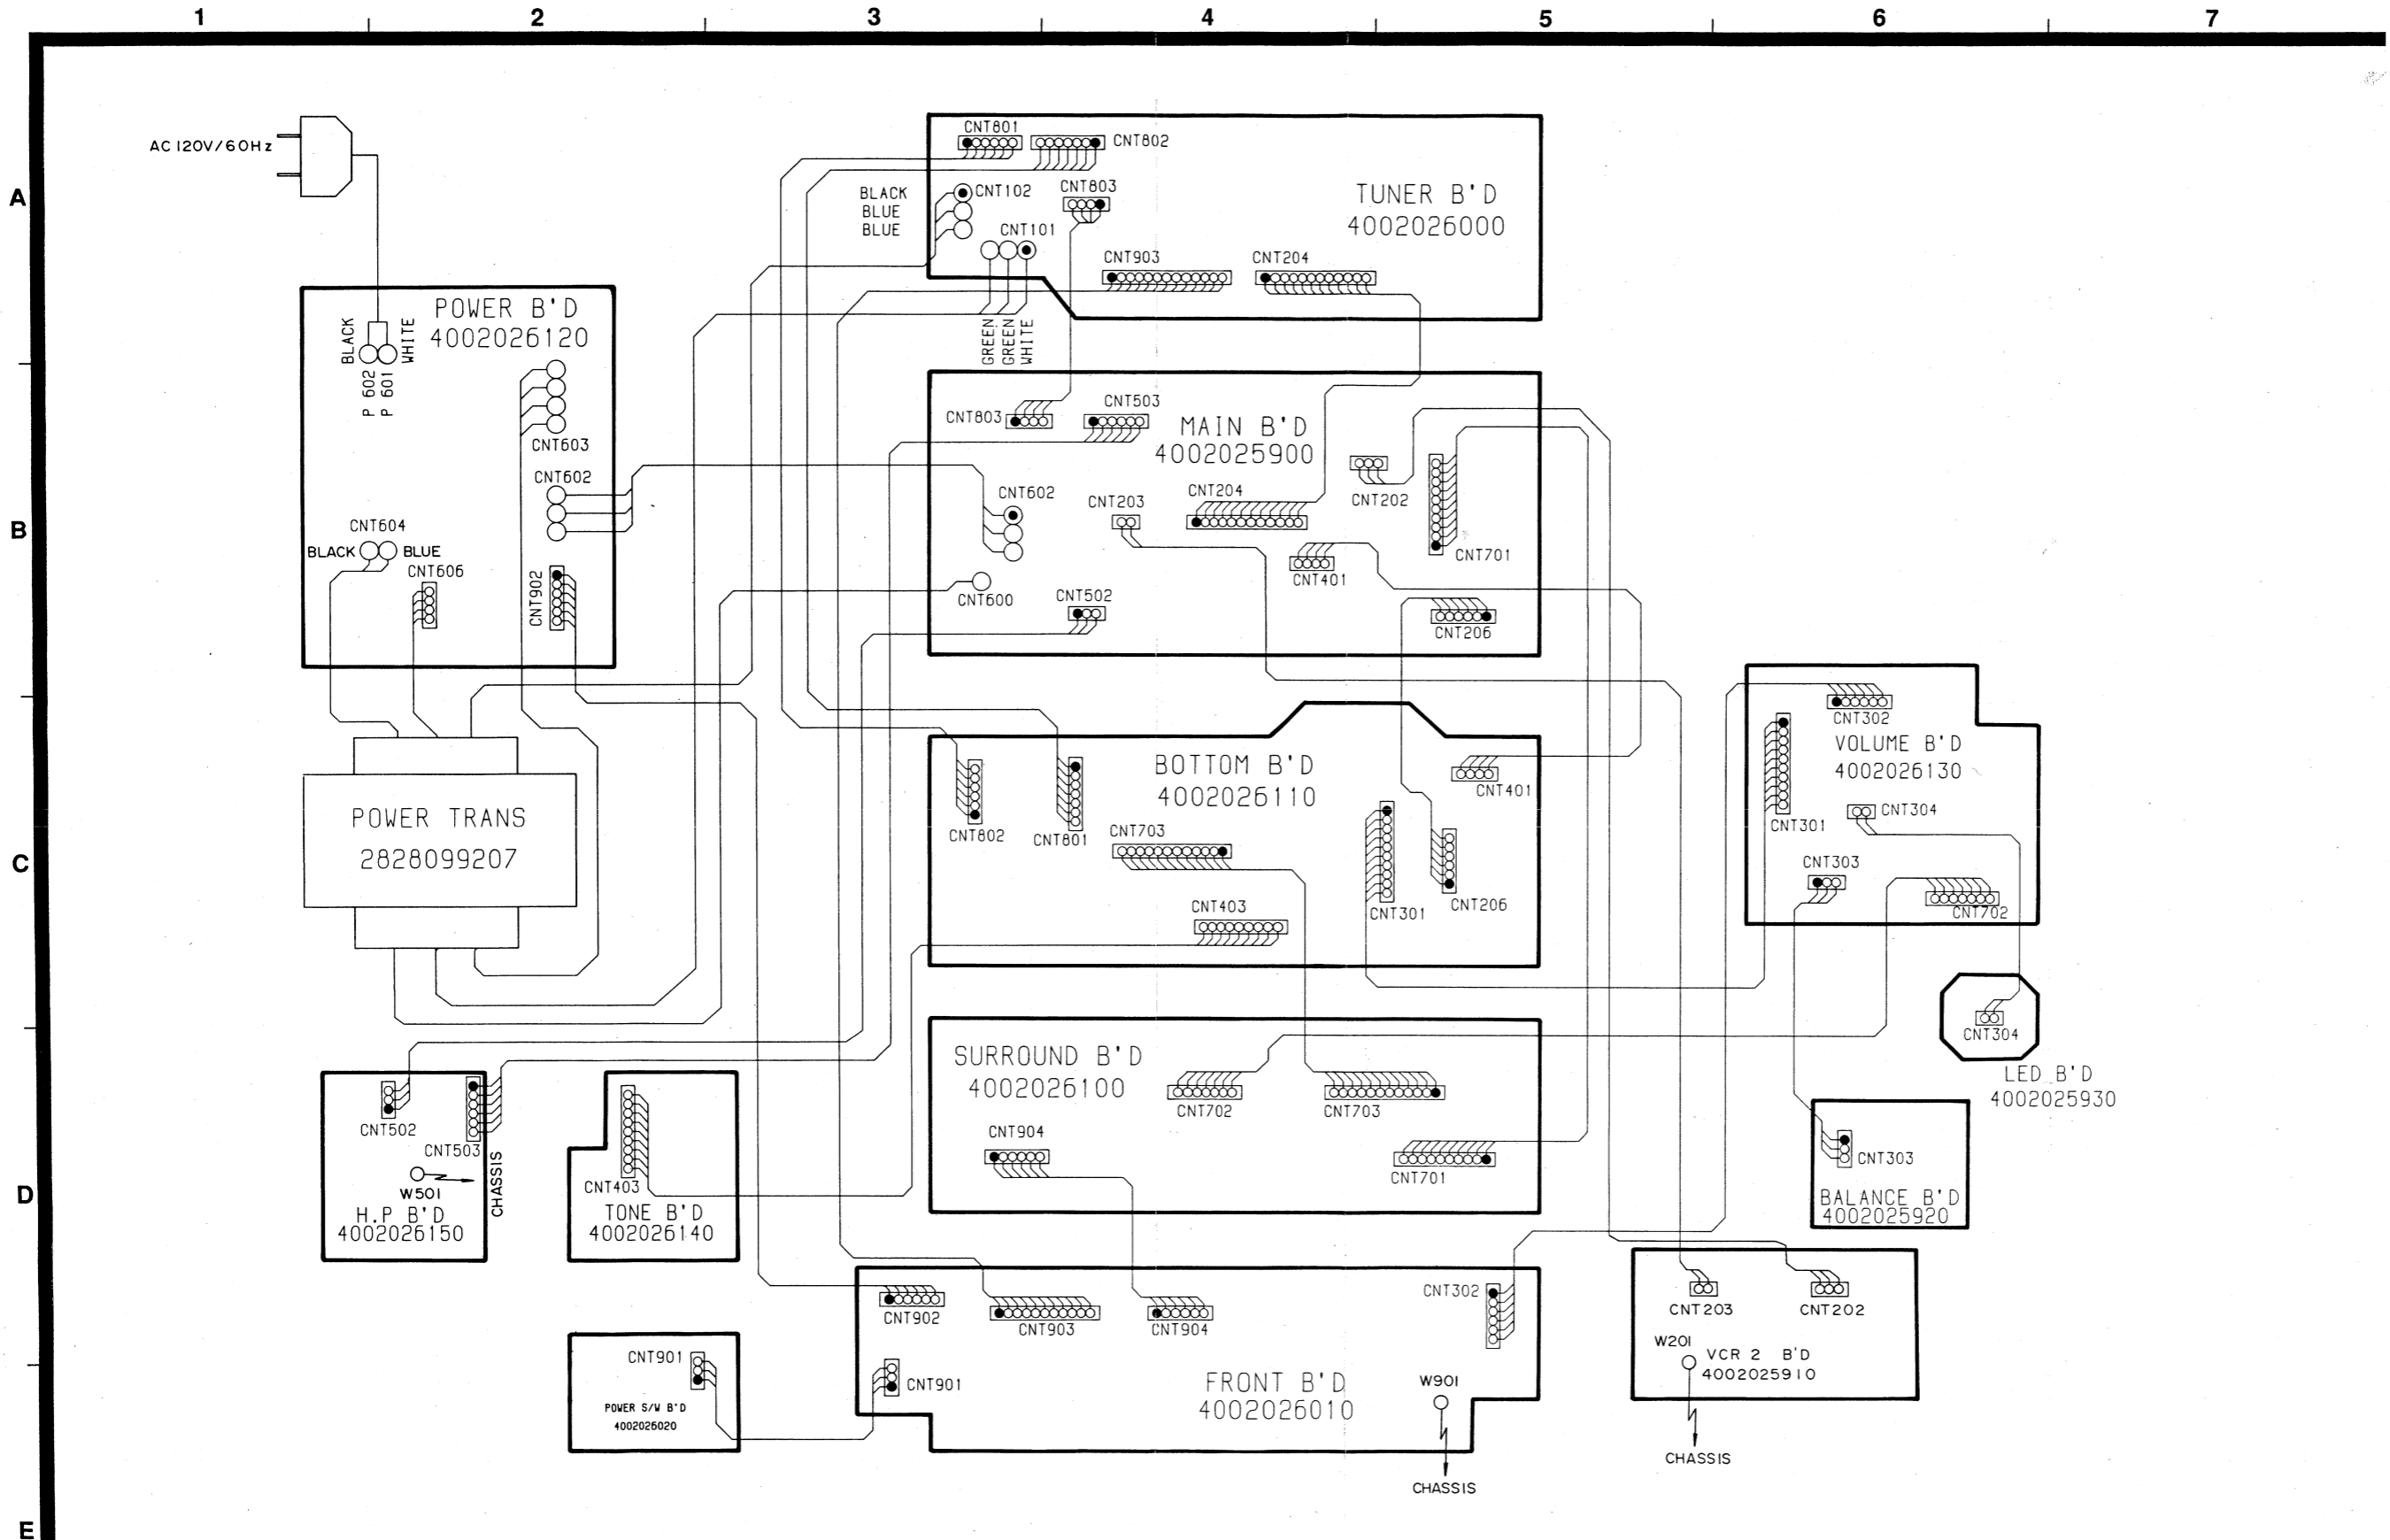 1 2 3 4 5 6 7
A
B
C
D
E
AC 120V/60Hz
POWER B'D
4002026120
BLACK
WHITE
P 602
P 601
CNT603
CNT602
CNT604
BLACK
BLUE
CNT606
CNT902
POWER TRANS
2828099207
TUNER B'D
4002026000
CNT801
CNT802
BLACK
BLUE
BLUE
CNT102
CNT803
CNT101
CNT903
CNT204
GREEN
GREEN
WHITE
MAIN B'D
4002025900
CNT803
CNT503
CNT602
CNT203
CNT204
CNT202
CNT701
CNT401
CNT600
CNT502
CNT206
BOTTOM B'D
4002026110
CNT802
CNT801
CNT703
CNT401
CNT301
CNT206
CNT403
VOLUME B'D
4002026130
CNT302
CNT301
CNT304
CNT303
CNT702
CNT304
LED B'D
4002025930
SURROUND B'D
4002026100
CNT702
CNT703
CNT904
CNT701
CNT303
BALANCE B'D
4002025920
CNT502
CNT503
W501
CHASSIS
H.P B'D
4002026150
CNT403
TONE B'D
4002026140
CNT901
POWER S/W B'D
4002026020
CNT902
CNT903
CNT904
CNT302
CNT901
FRONT B'D
4002026010
W901
CHASSIS
CNT203
CNT202
W201
VCR 2 B'D
4002025910
CHASSIS